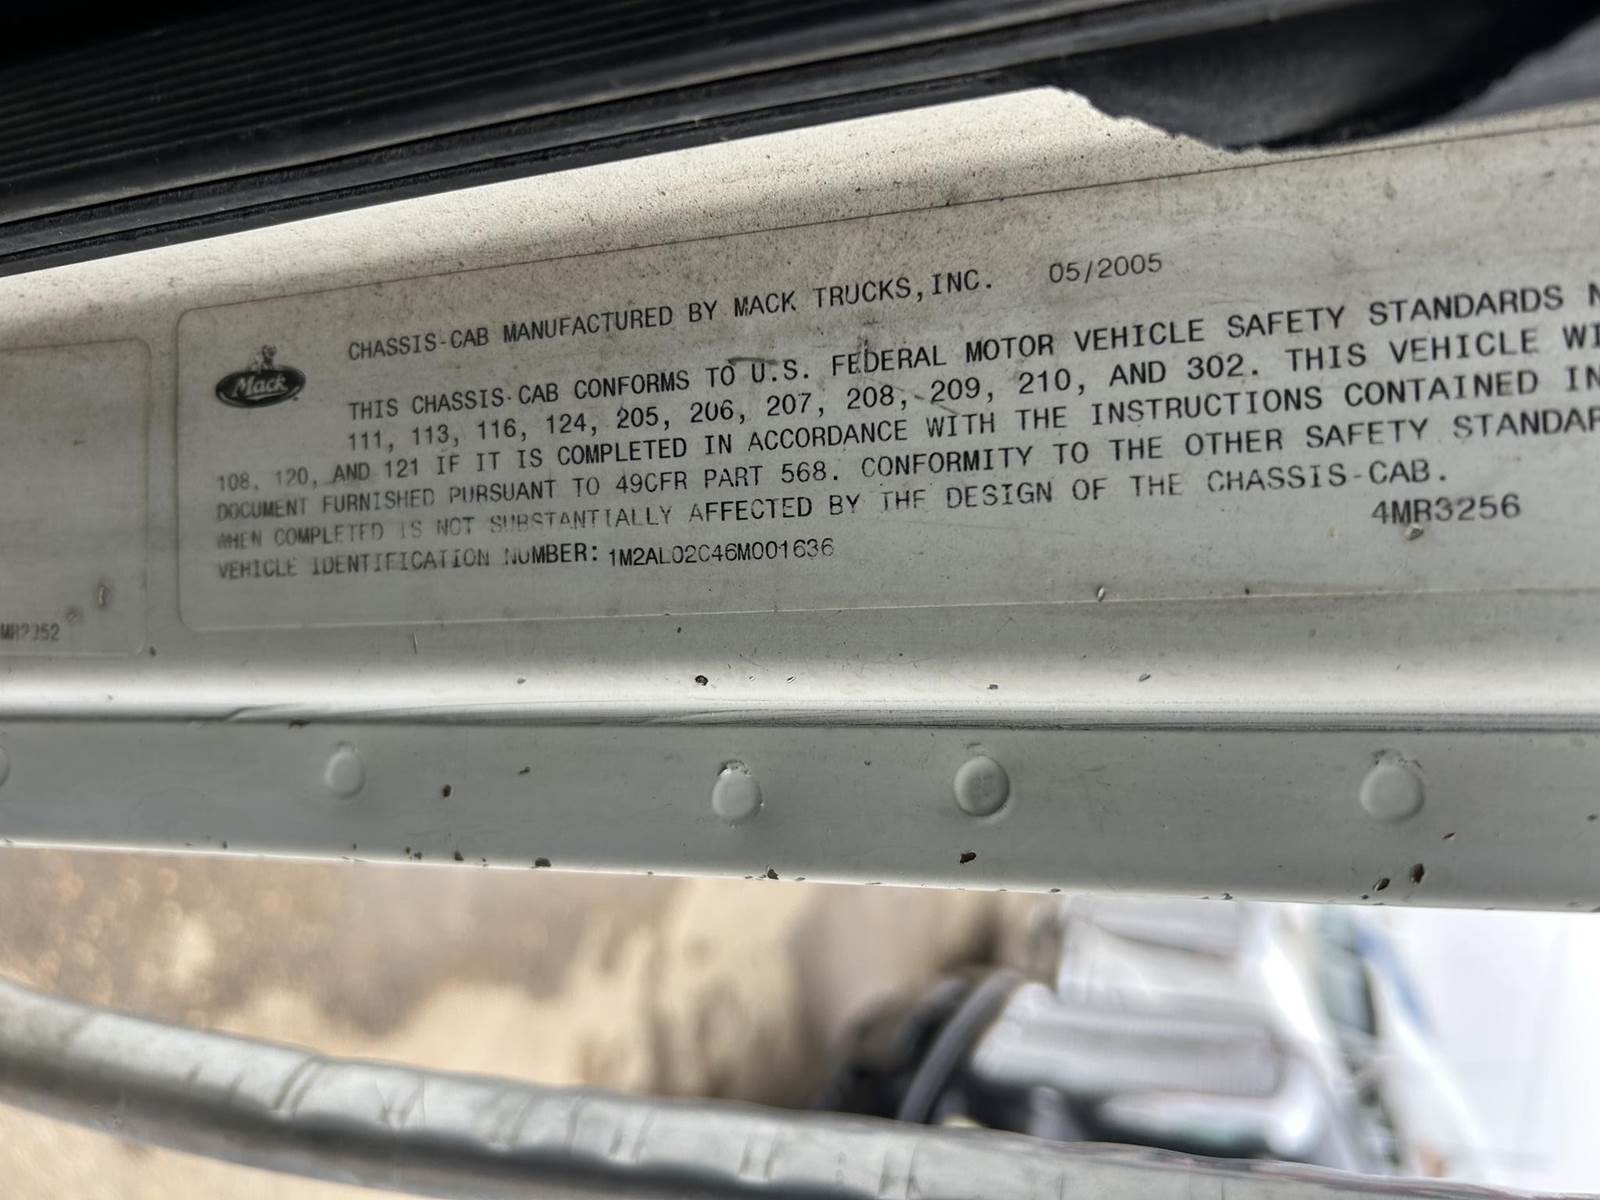 CHASSIS-CAB MANUFACTURED BY MACK TRUCKS, INC. 05/2005
Mack
THIS CHASSIS-CAB CONFORMS TO U.S. FEDERAL MOTOR VEHICLE SAFETY STANDARDS
111, 113, 116, 124, 205, 206, 207, 208, 209, 210, AND 302. THIS VEHICLE WI
108, 120, AND 121 IF IT IS COMPLETED IN ACCORDANCE WITH THE INSTRUCTIONS CONTAINED IN
DOCUMENT FURNISHED PURSUANT TO 49CFR PART 568. CONFORMITY TO THE OTHER SAFETY STANDAR
WHEN COMPLETED IS NOT SUBSTANTIALLY AFFECTED BY THE DESIGN OF THE CHASSIS-CAB.
VEHICLE IDENTIFICATION NUMBER: 1M2AL02C46M001636 4MR3256